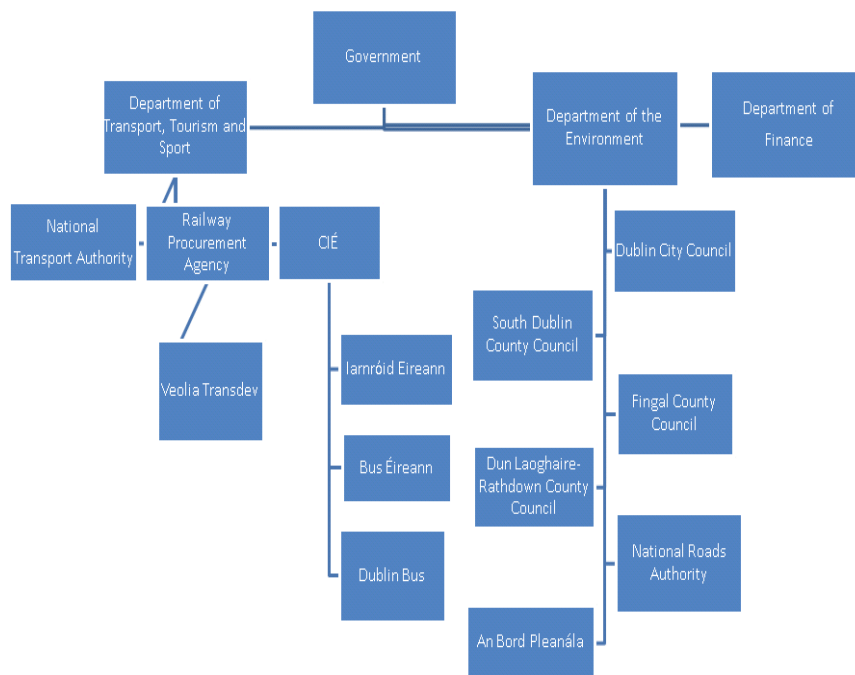 Government
Department of
Transport, Tourism and
Sport
Department of the
Environment
Department of
Finance
National
Transport Authority
Railway
Procurement
Agency
CIÉ
Dublin City Council
South Dublin
County Council
Veolia Transdev
Iarnróid Eireann
Fingal County
Council
Bus Éireann
Dun Laoghaire-
Rathdown County
Council
National Roads
Authority
Dublin Bus
An Bord Pleanála